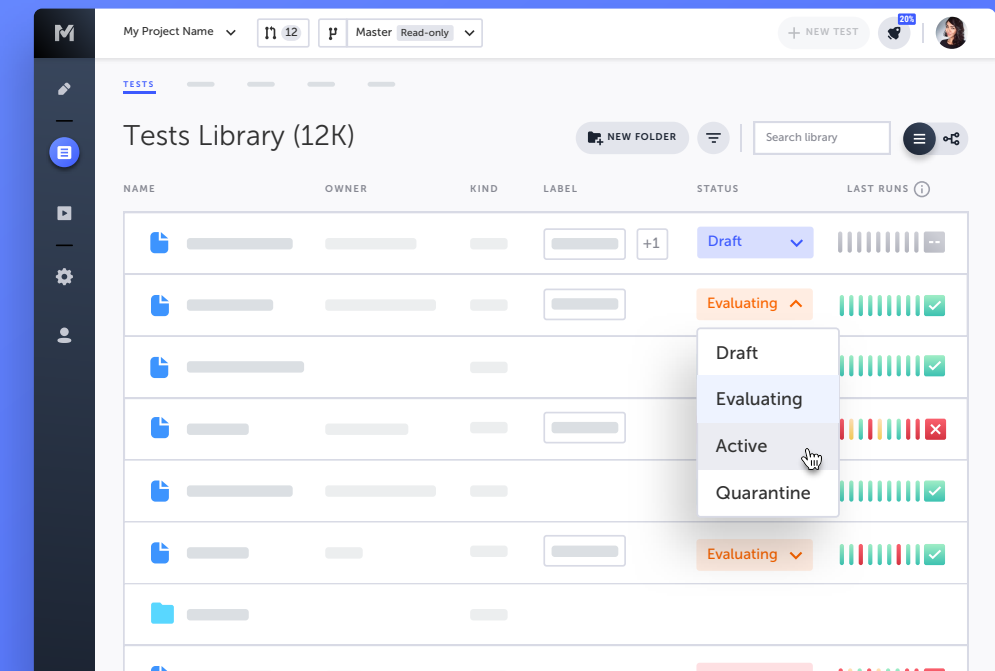 My Project Name
12
Master Read-only
NEW TEST
20%
TESTS
Tests Library (12K)
NEW FOLDER
Search library
NAME OWNER KIND LABEL STATUS LAST RUNS
+1
Draft
--
Evaluating
Draft
Evaluating
Active
Quarantine
Evaluating